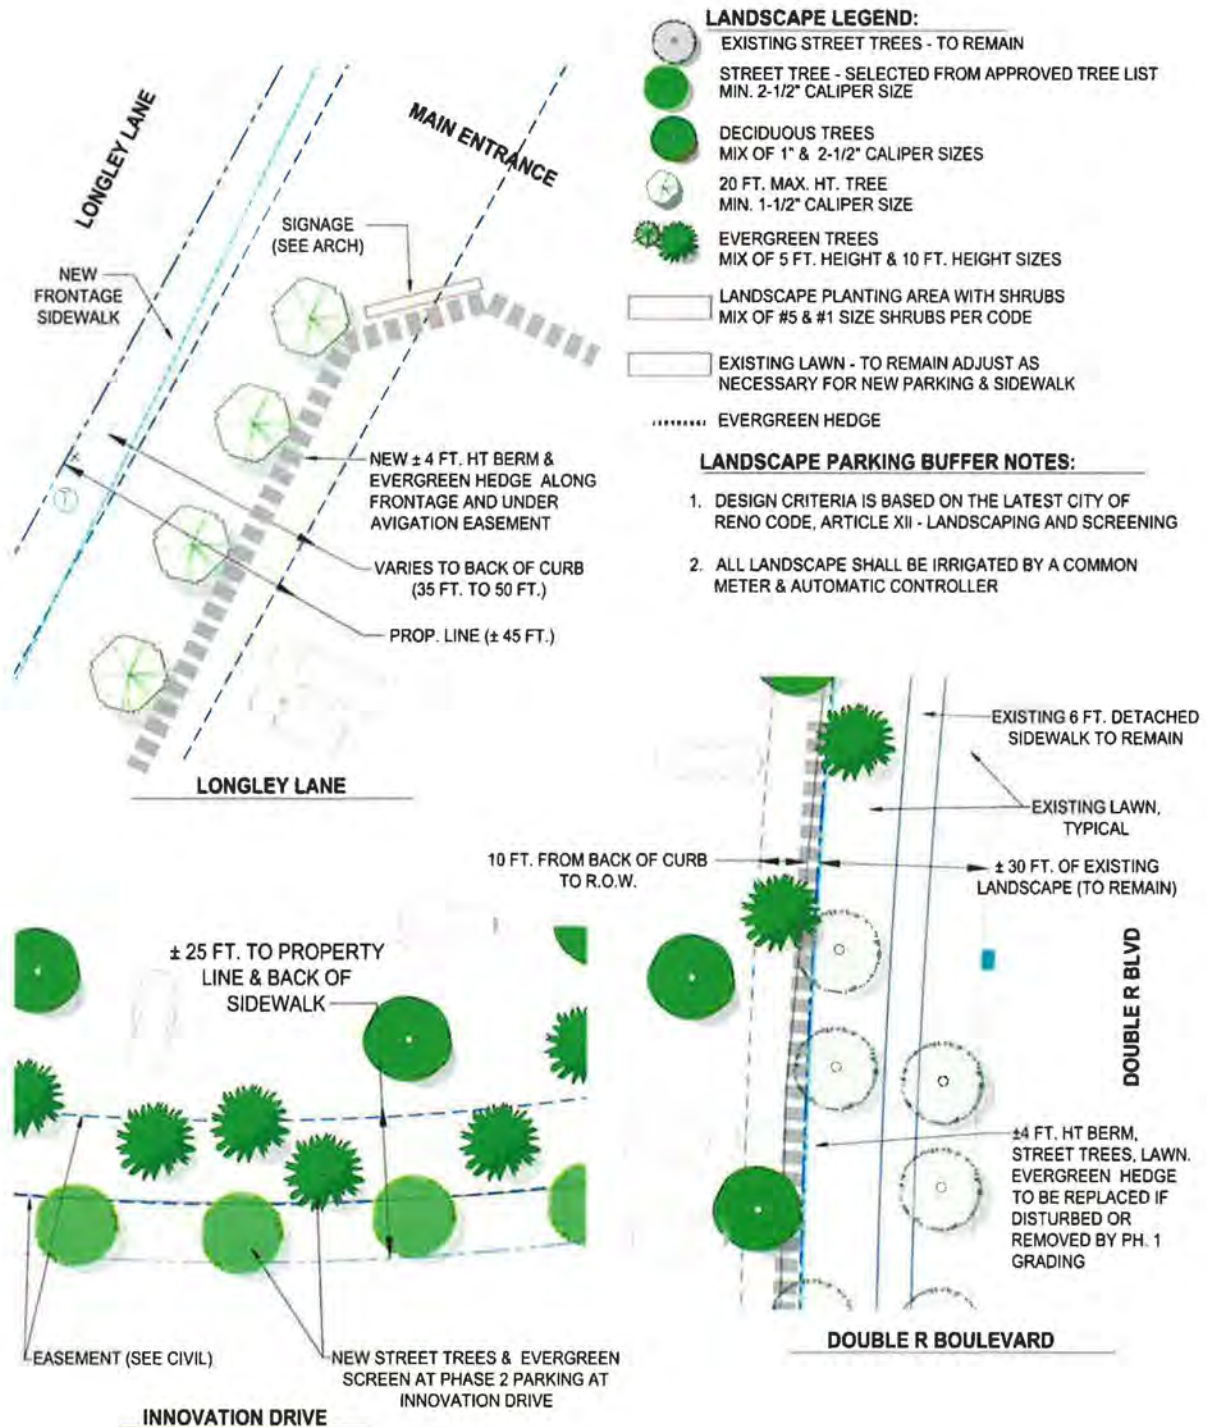 LANDSCAPE LEGEND:
EXISTING STREET TREES - TO REMAIN
STREET TREE - SELECTED FROM APPROVED TREE LIST
MIN. 2-1/2" CALIPER SIZE
DECIDUOUS TREES
MIX OF 1" & 2-1/2" CALIPER SIZES
20 FT. MAX. HT. TREE
MIN. 1-1/2" CALIPER SIZE
EVERGREEN TREES
MIX OF 5 FT. HEIGHT & 10 FT. HEIGHT SIZES
LANDSCAPE PLANTING AREA WITH SHRUBS
MIX OF #5 & #1 SIZE SHRUBS PER CODE
EXISTING LAWN - TO REMAIN ADJUST AS
NECESSARY FOR NEW PARKING & SIDEWALK
EVERGREEN HEDGE
LANDSCAPE PARKING BUFFER NOTES:
1. DESIGN CRITERIA IS BASED ON THE LATEST CITY OF
RENO CODE, ARTICLE XII - LANDSCAPING AND SCREENING
2. ALL LANDSCAPE SHALL BE IRRIGATED BY A COMMON
METER & AUTOMATIC CONTROLLER
LONGLEY LANE
MAIN ENTRANCE
SIGNAGE
(SEE ARCH)
NEW
FRONTAGE
SIDEWALK
NEW ± 4 FT. HT BERM &
EVERGREEN HEDGE ALONG
FRONTAGE AND UNDER
AVIGATION EASEMENT
VARIES TO BACK OF CURB
(35 FT. TO 50 FT.)
PROP. LINE (± 45 FT.)
T
LONGLEY LANE
EXISTING 6 FT. DETACHED
SIDEWALK TO REMAIN
EXISTING LAWN,
TYPICAL
10 FT. FROM BACK OF CURB
TO R.O.W.
± 30 FT. OF EXISTING
LANDSCAPE (TO REMAIN)
DOUBLE R BLVD
±4 FT. HT BERM,
STREET TREES, LAWN.
EVERGREEN HEDGE
TO BE REPLACED IF
DISTURBED OR
REMOVED BY PH. 1
GRADING
DOUBLE R BOULEVARD
± 25 FT. TO PROPERTY
LINE & BACK OF
SIDEWALK
EASEMENT (SEE CIVIL)
NEW STREET TREES & EVERGREEN
SCREEN AT PHASE 2 PARKING AT
INNOVATION DRIVE
INNOVATION DRIVE